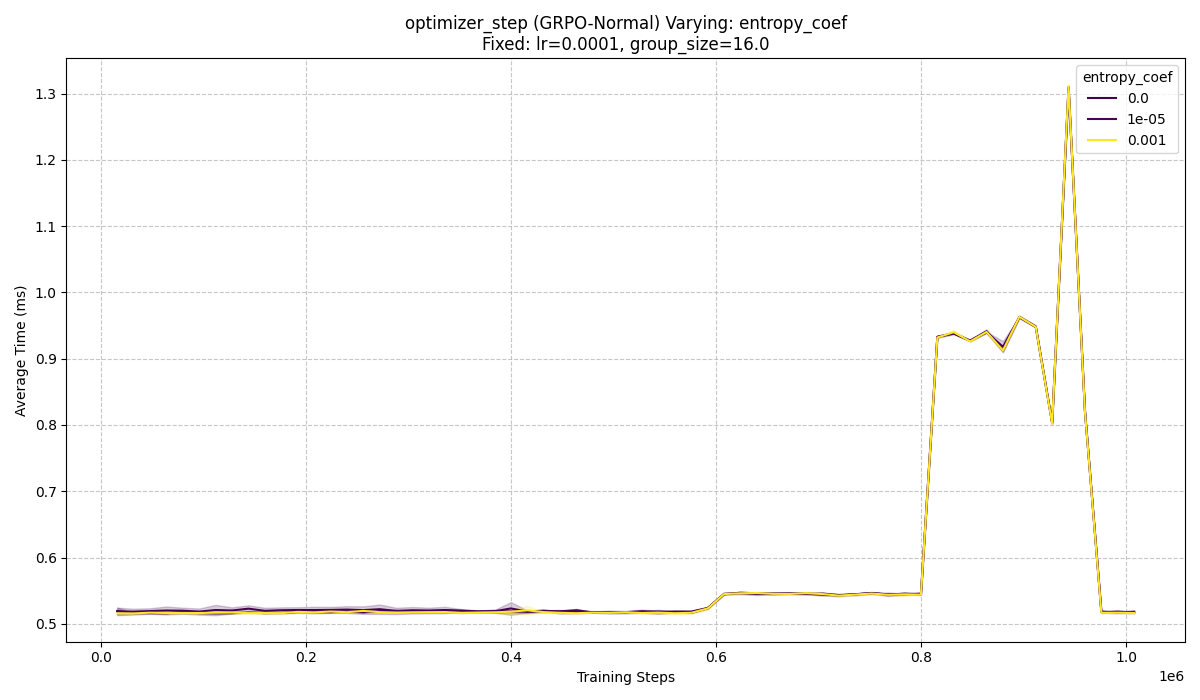 optimizer_step (GRPO-Normal) Varying: entropy_coef
Fixed: lr=0.0001, group_size=16.0
entropy_coef
0.0
1e-05
0.001
Average Time (ms)
1.3
1.2
1.1
1.0
0.9
0.8
0.7
0.6
0.5
0.0
0.2
0.4
0.6
0.8
1.0
1e6
Training Steps